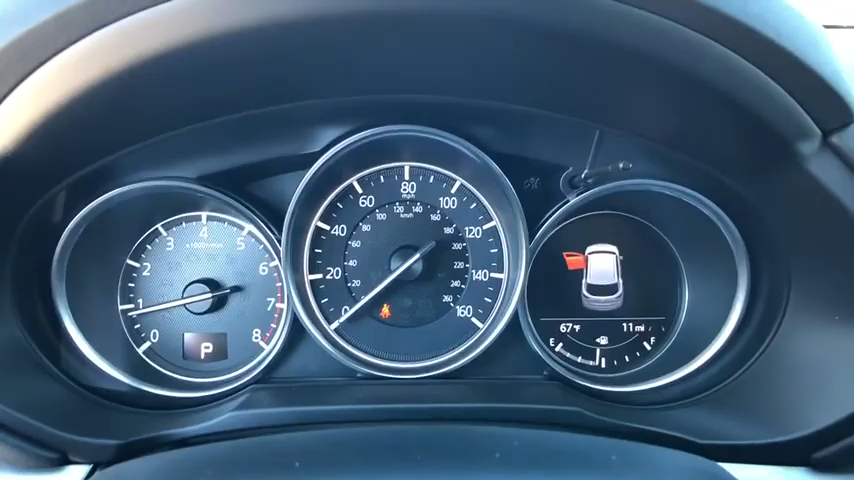 0 1 2 3 4 5 6 7 8
x1000r/min
P
0 20 40 60 80 100 120 140 160
mph
km/h
20 40 60 80 100 120 140 160 180 200 220 240 260
67°F 11 mi
E F